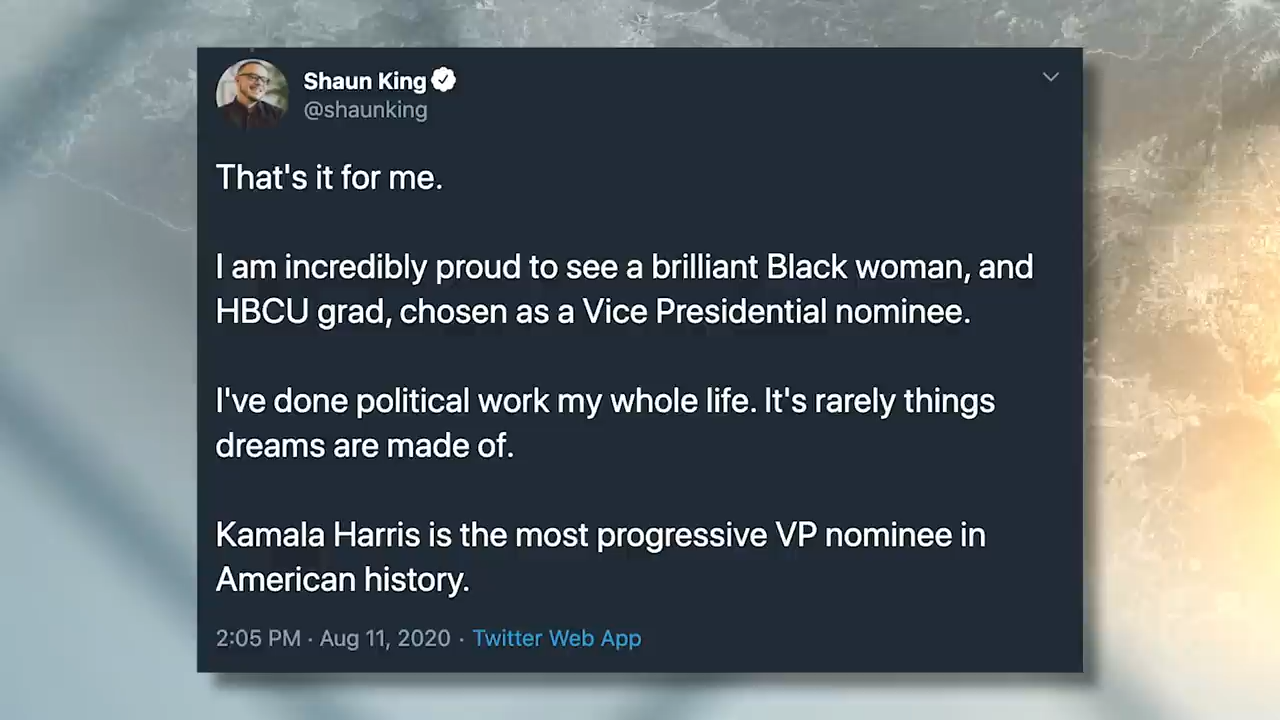 Shaun King
@shaunking
That's it for me.
I am incredibly proud to see a brilliant Black woman, and
HBCU grad, chosen as a Vice Presidential nominee.
I've done political work my whole life. It's rarely things
dreams are made of.
Kamala Harris is the most progressive VP nominee in
American history.
2:05 PM · Aug 11, 2020 · Twitter Web App